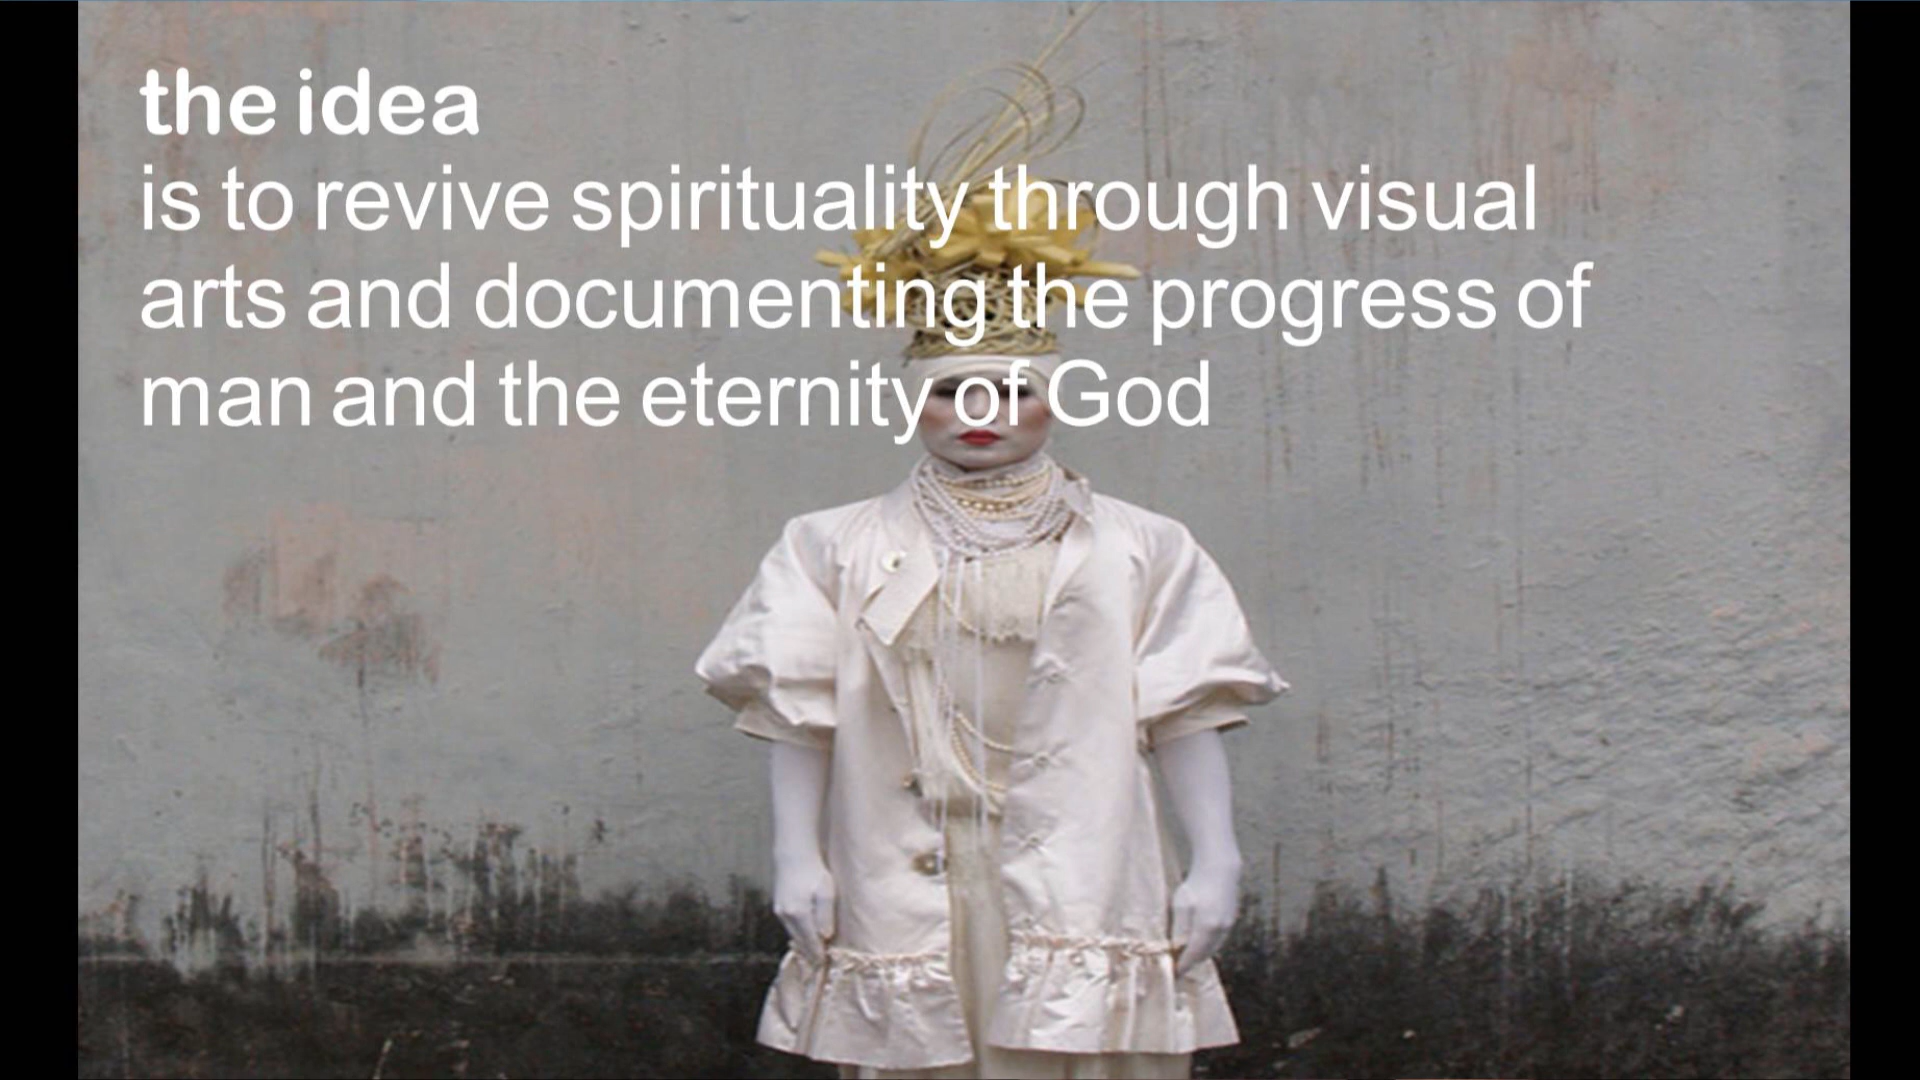 the idea
is to revive spirituality through visual
arts and documenting the progress of
man and the eternity of God